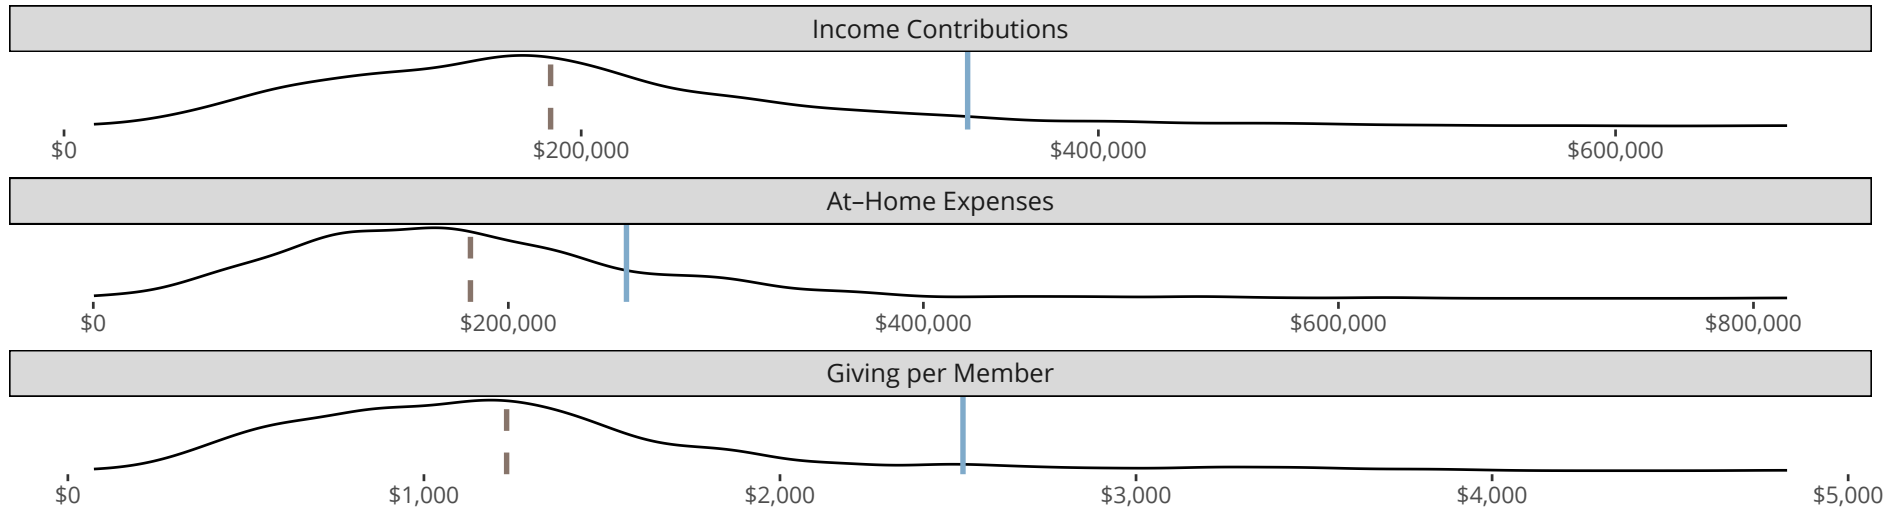 Income Contributions
$0 $200,000 $400,000 $600,000
At–Home Expenses
$0 $200,000 $400,000 $600,000 $800,000
Giving per Member
$0 $1,000 $2,000 $3,000 $4,000 $5,000